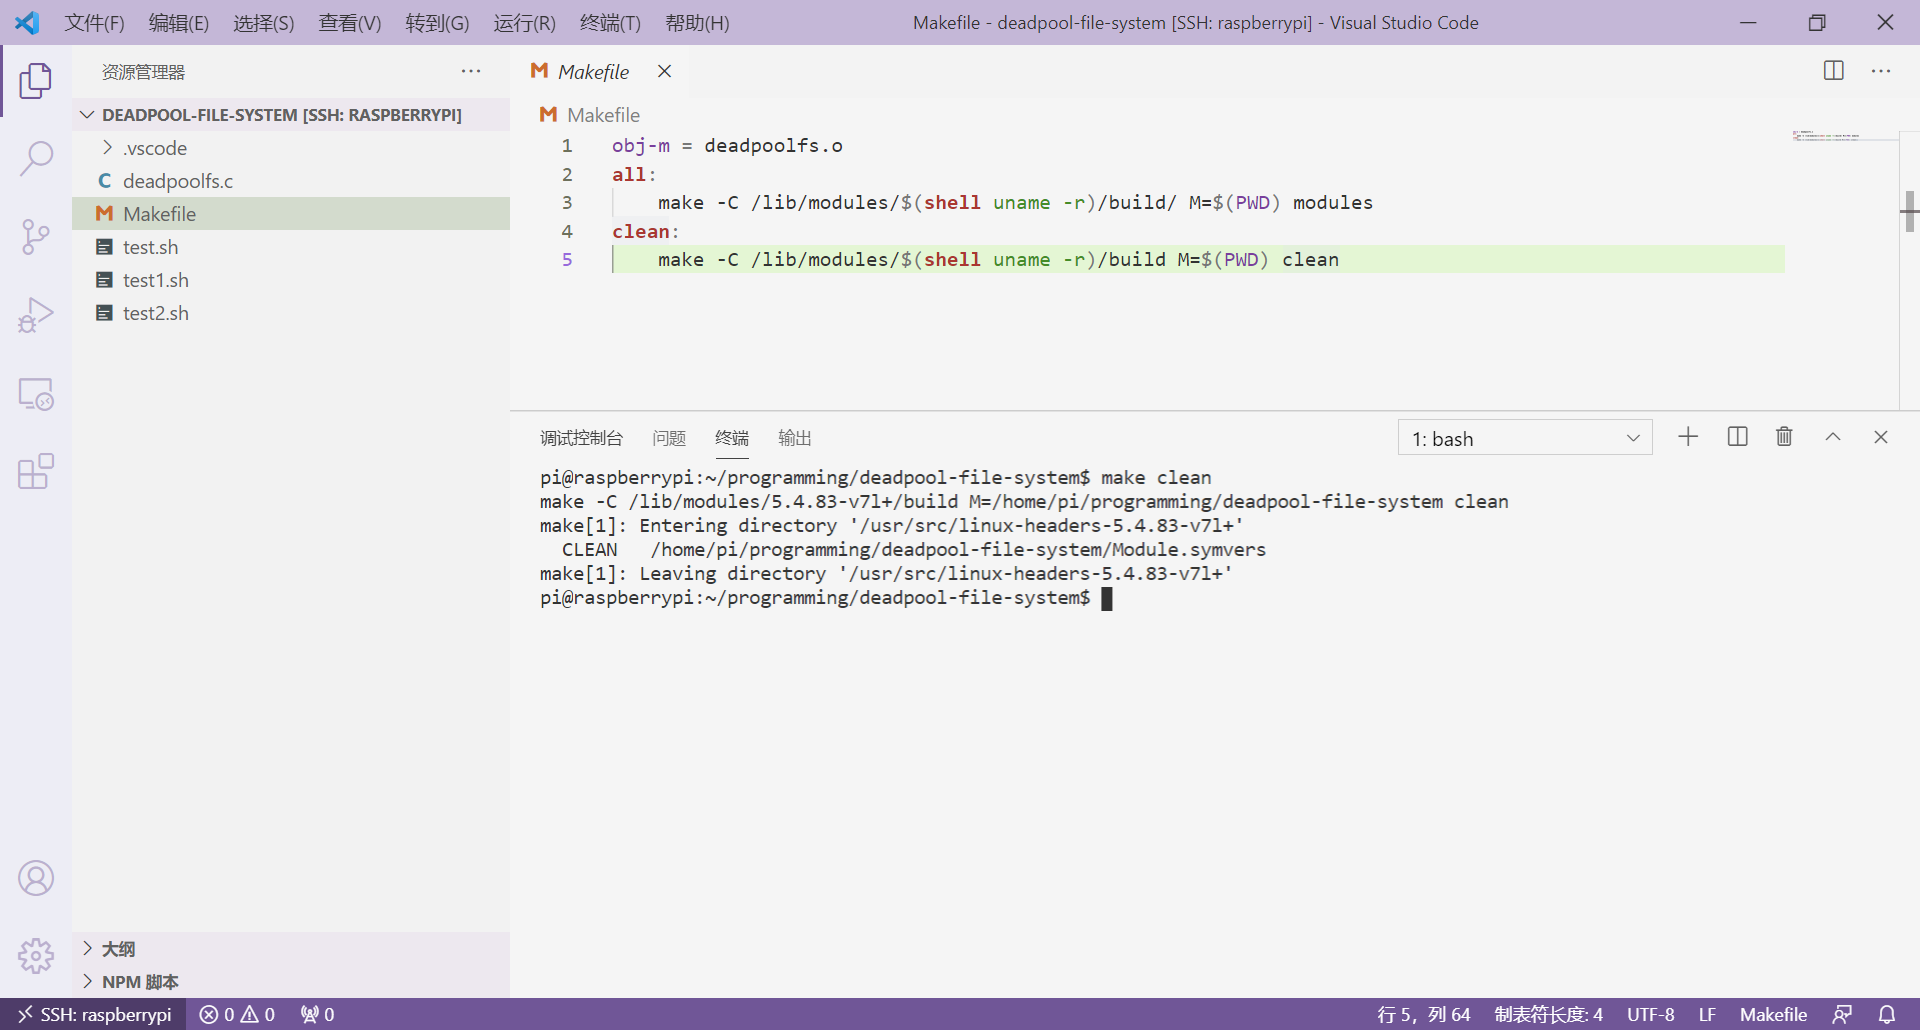 文件(F) 编辑(E) 选择(S) 查看(V) 转到(G) 运行(R) 终端(T) 帮助(H) Makefile - deadpool-file-system [SSH: raspberrypi] - Visual Studio Code
资源管理器
DEADPOOL-FILE-SYSTEM [SSH: RASPBERRYPI]
.vscode
C deadpoolfs.c
M Makefile
test.sh
test1.sh
test2.sh
大纲
NPM 脚本
M Makefile
M Makefile
1 obj-m = deadpoolfs.o
2 all:
3 make -C /lib/modules/$(shell uname -r)/build/ M=$(PWD) modules
4 clean:
5 make -C /lib/modules/$(shell uname -r)/build M=$(PWD) clean
调试控制台 问题 终端 输出 1: bash
pi@raspberrypi:~/programming/deadpool-file-system$ make clean
make -C /lib/modules/5.4.83-v7l+/build M=/home/pi/programming/deadpool-file-system clean
make[1]: Entering directory '/usr/src/linux-headers-5.4.83-v7l+'
CLEAN /home/pi/programming/deadpool-file-system/Module.symvers
make[1]: Leaving directory '/usr/src/linux-headers-5.4.83-v7l+'
pi@raspberrypi:~/programming/deadpool-file-system$
SSH: raspberrypi 0 0 0 行 5，列 64 制表符长度: 4 UTF-8 LF Makefile